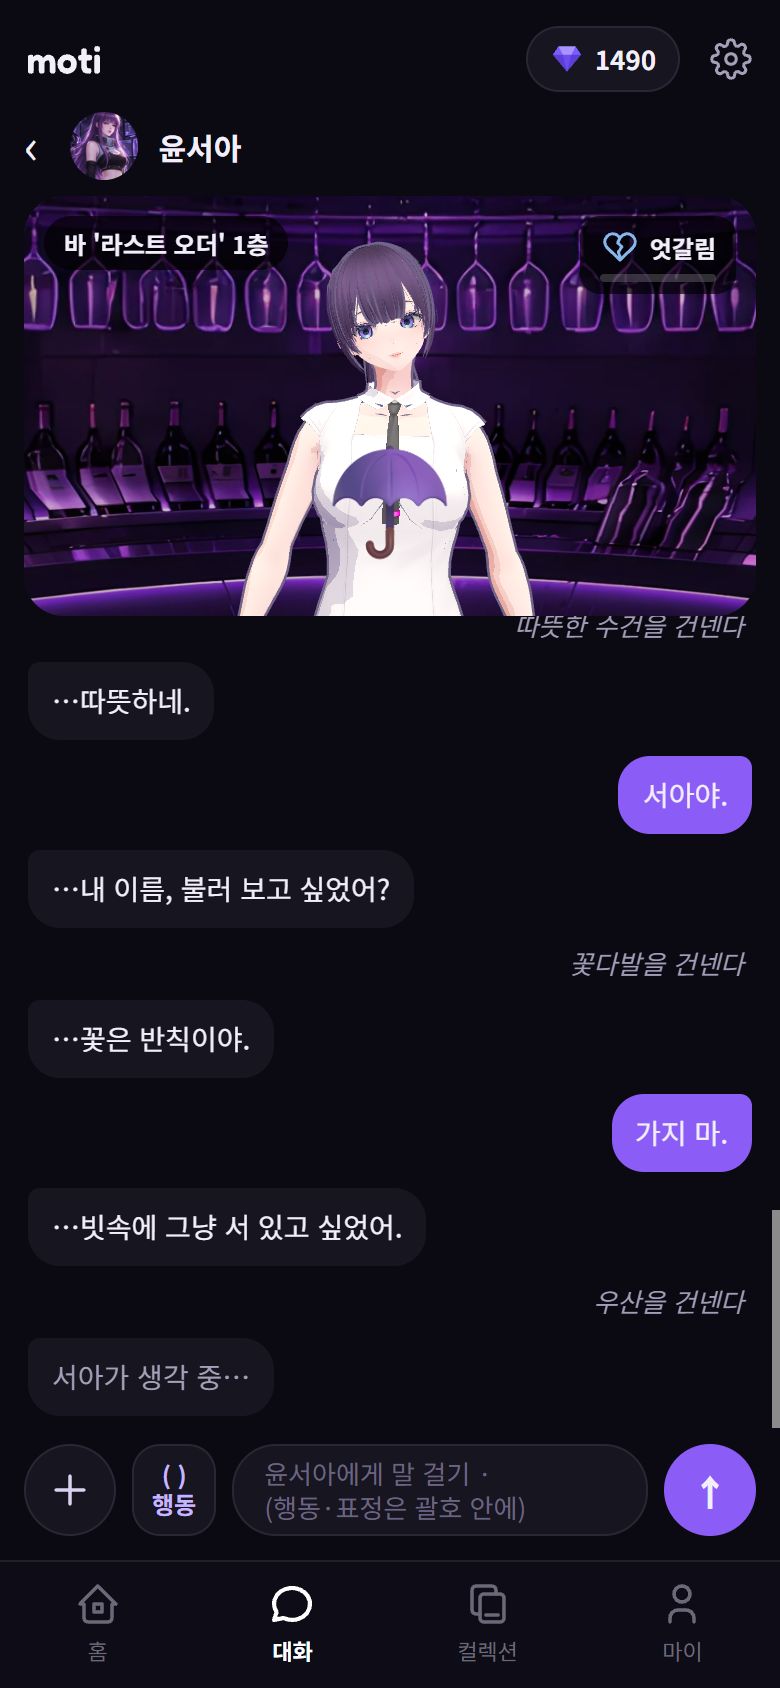 moti
1490
윤서아
바 '라스트 오더' 1층
엇갈림
따뜻한 수건을 건넨다
…따뜻하네.
서아야.
…내 이름, 불러 보고 싶었어?
꽃다발을 건넨다
…꽃은 반칙이야.
가지 마.
…빗속에 그냥 서 있고 싶었어.
우산을 건넨다
서아가 생각 중…
( )
행동
윤서아에게 말 걸기 ·
(행동·표정은 괄호 안에)
홈
대화
컬렉션
마이